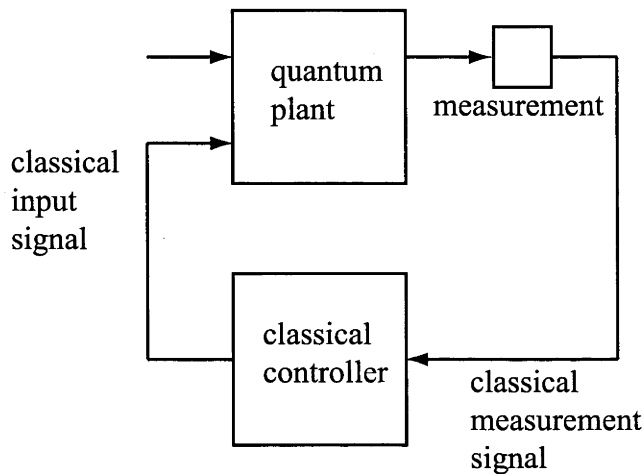 quantum
plant
measurement
classical
input
signal
classical
controller
classical
measurement
signal